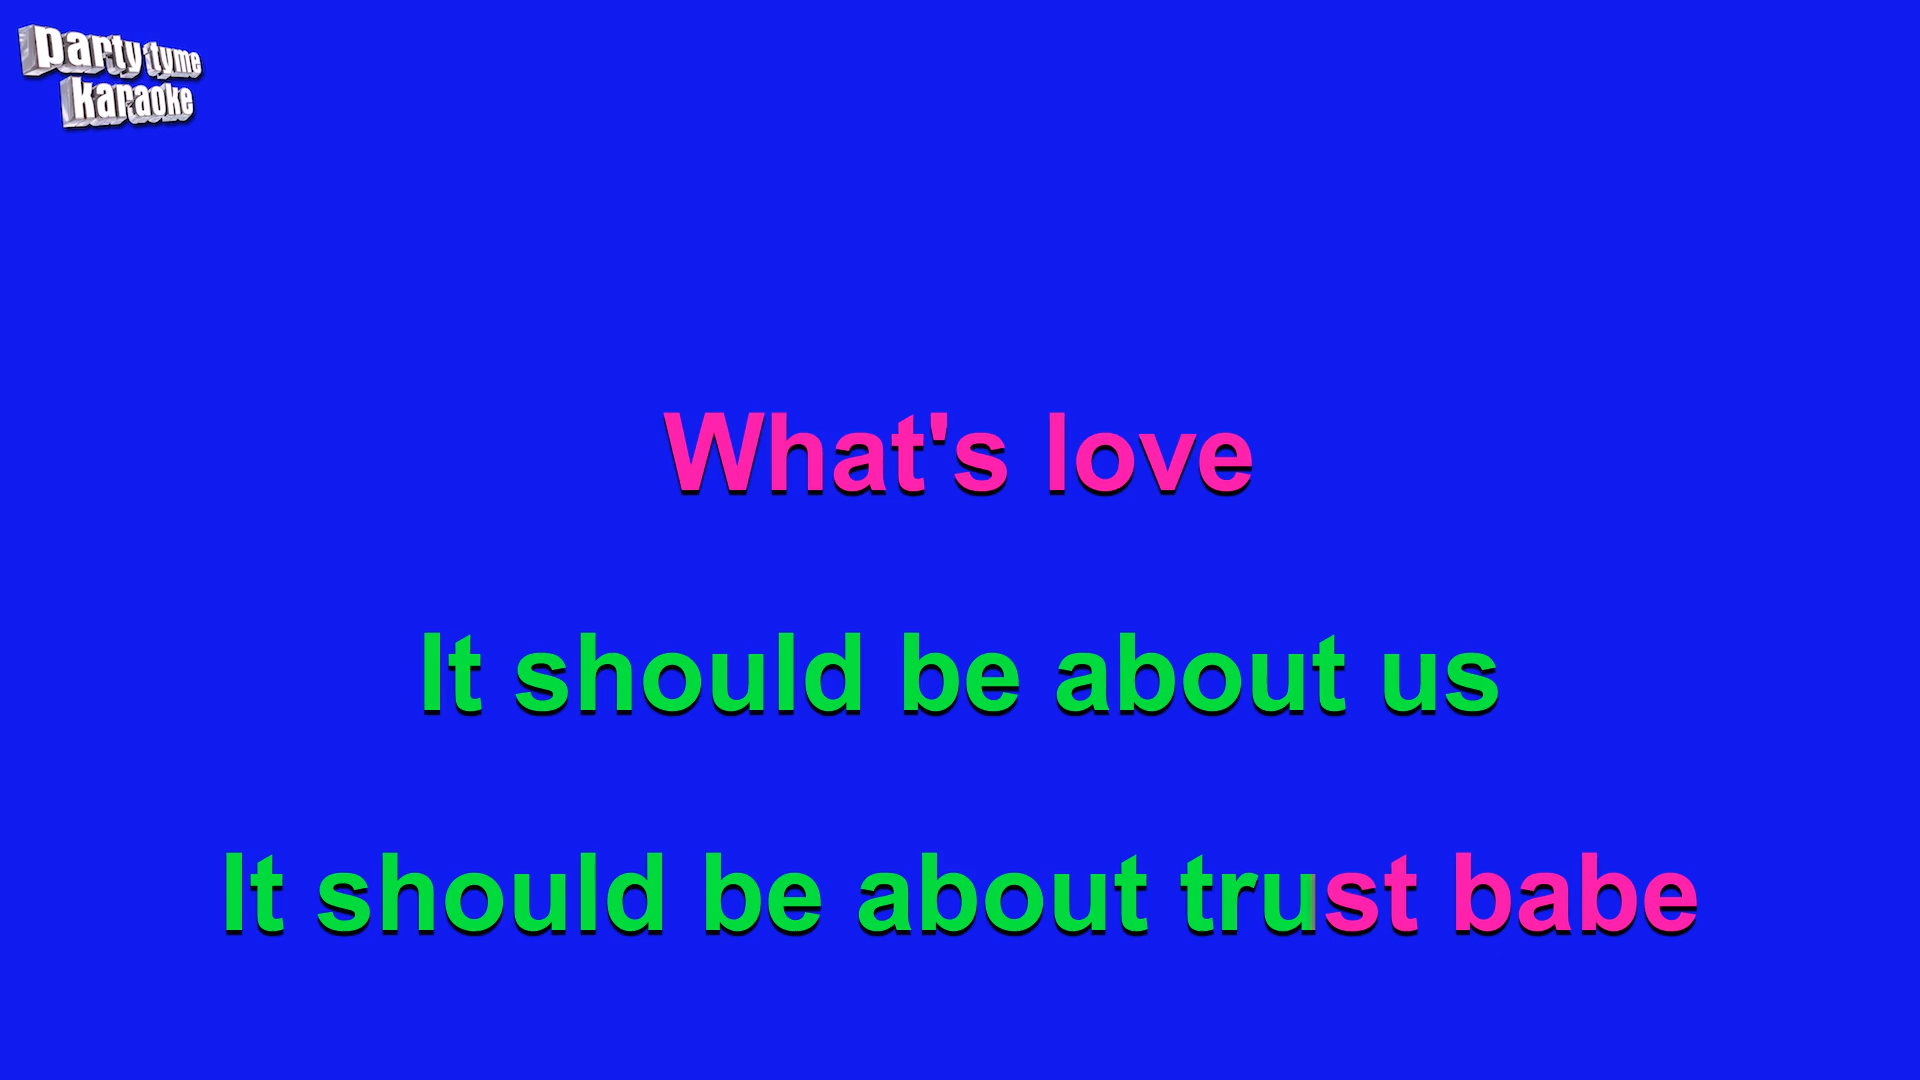 party tyme
karaoke
What's love
It should be about us
It should be about trust babe